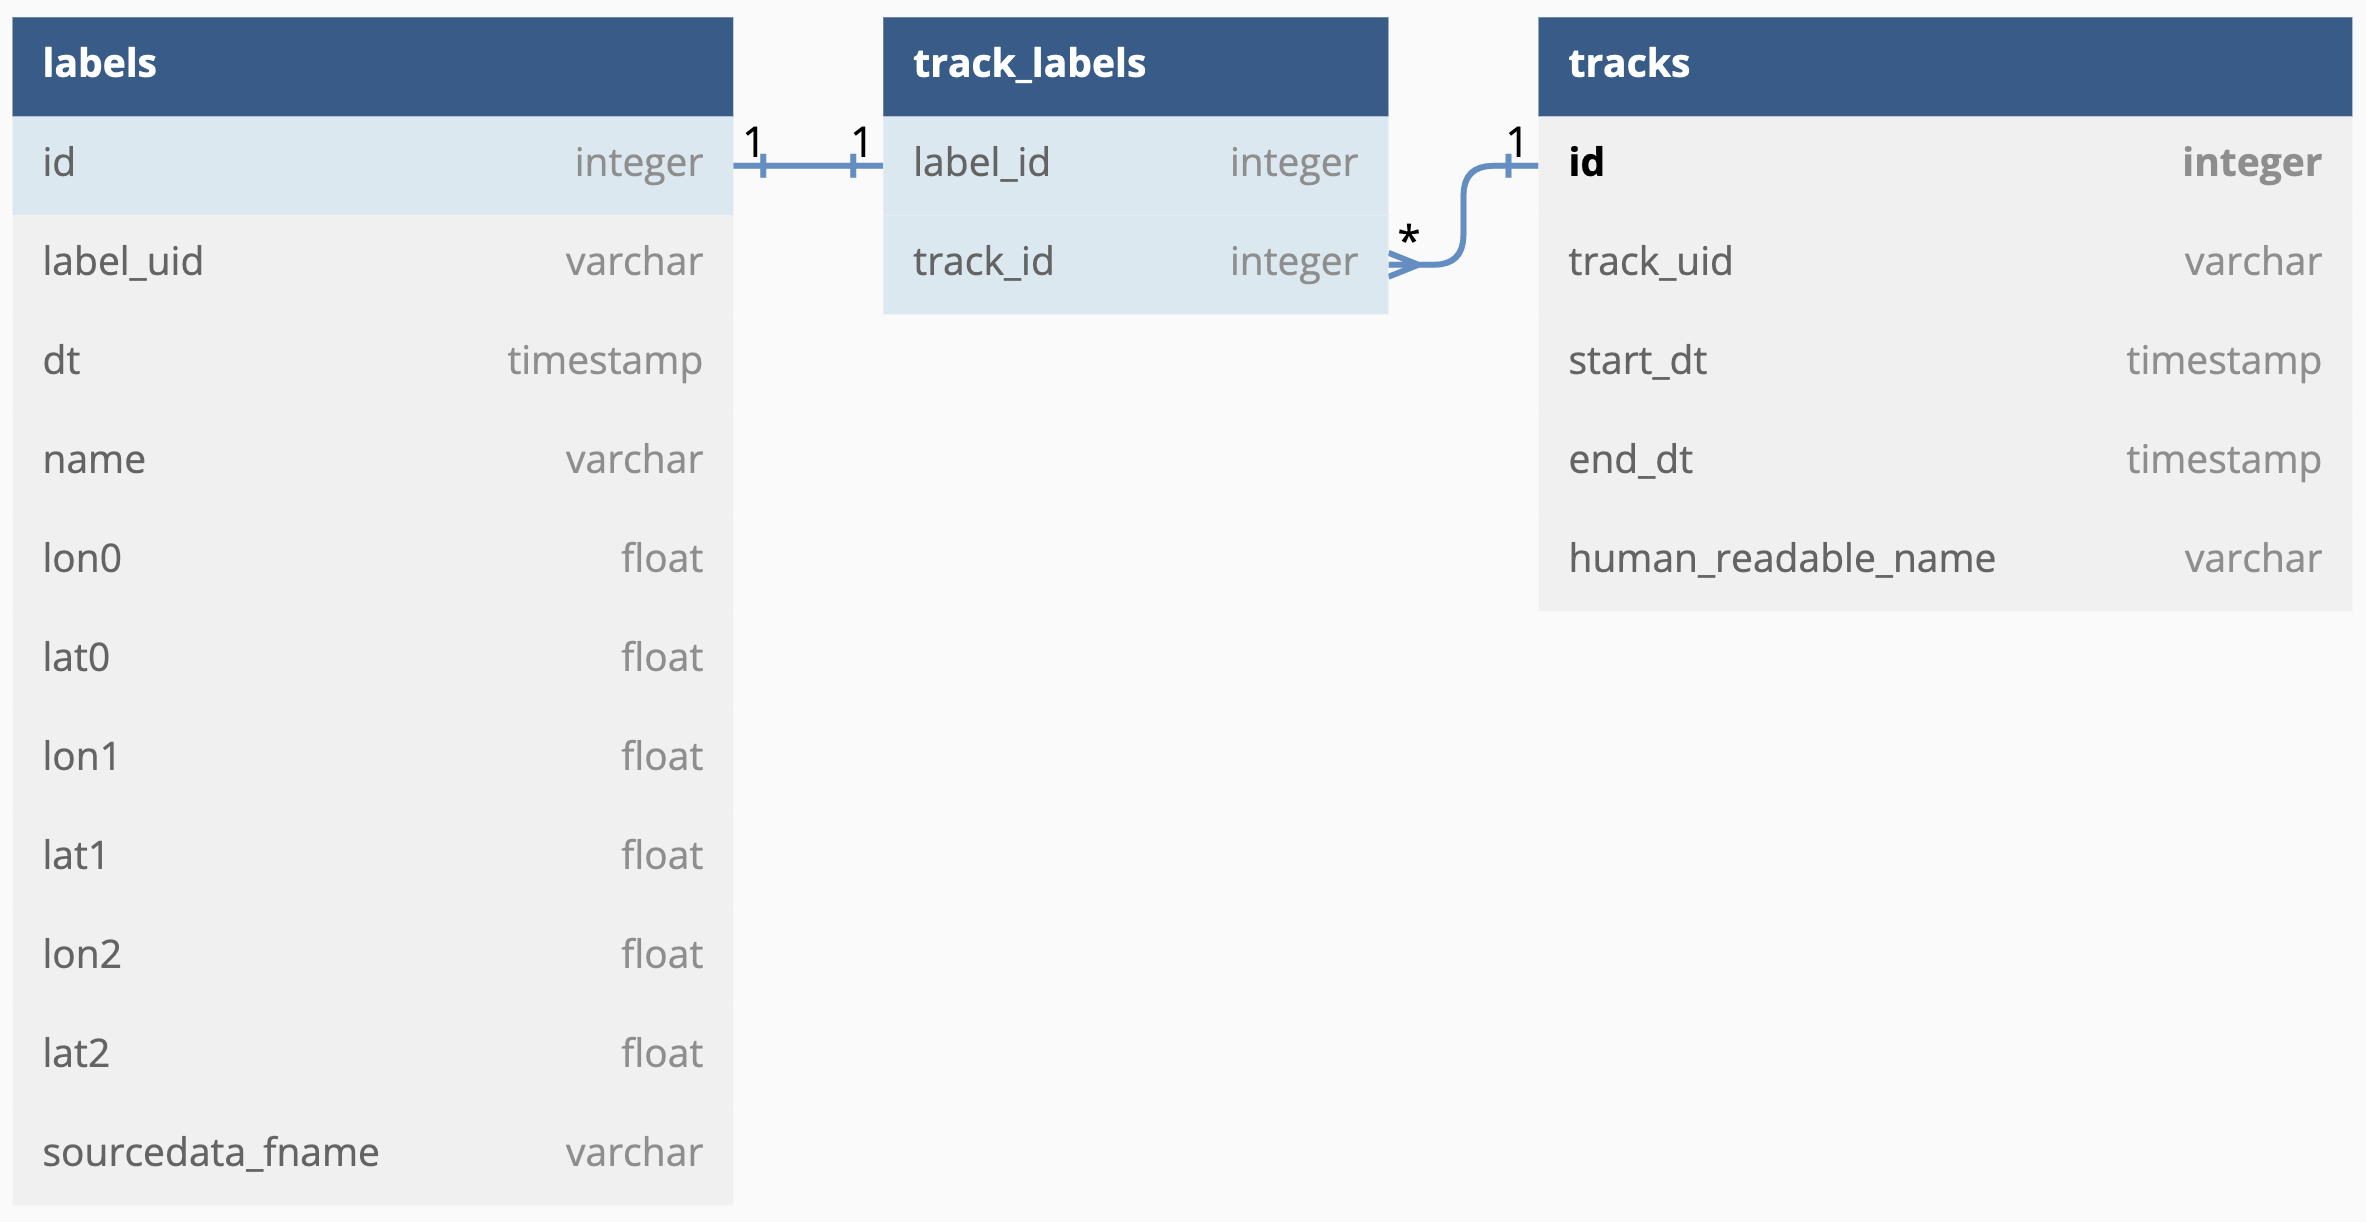 labels
id integer
label_uid varchar
dt timestamp
name varchar
lon0 float
lat0 float
lon1 float
lat1 float
lon2 float
lat2 float
sourcedata_fname varchar
1 1
track_labels
label_id integer
track_id integer
* 1
tracks
id integer
track_uid varchar
start_dt timestamp
end_dt timestamp
human_readable_name varchar